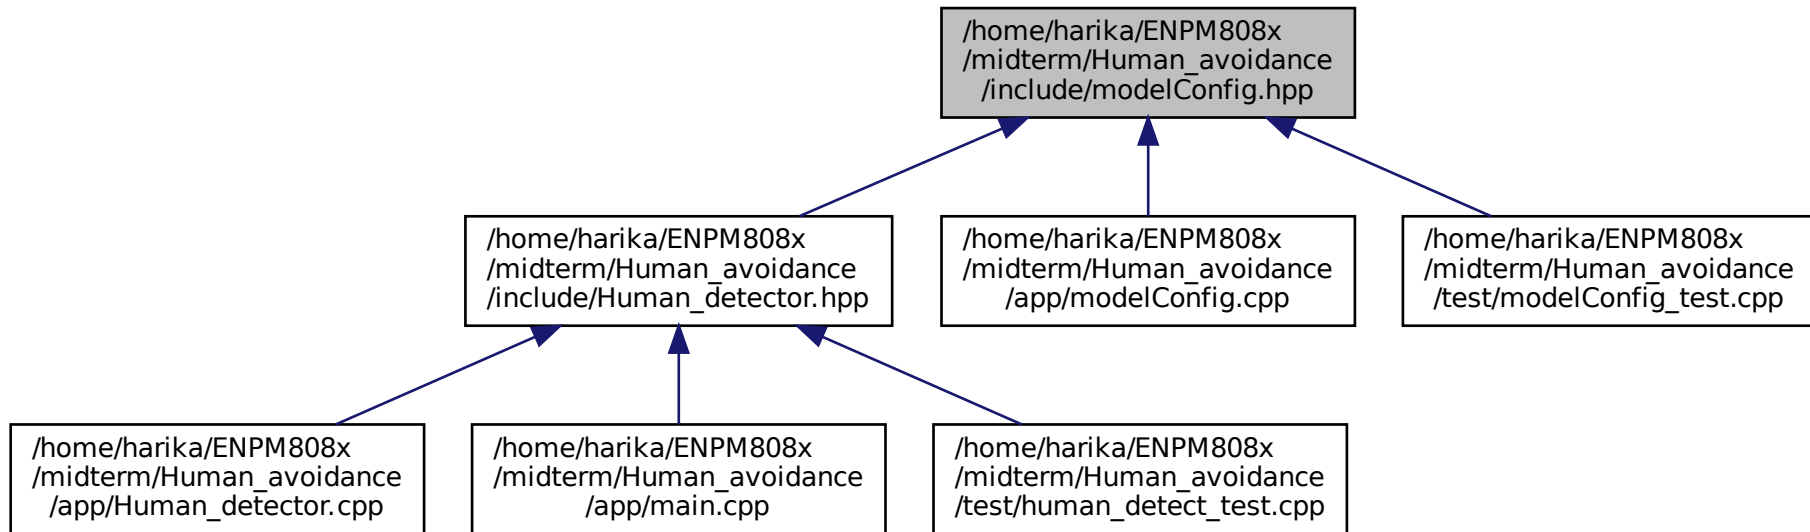 /home/harika/ENPM808x
/midterm/Human_avoidance
/include/modelConfig.hpp
/home/harika/ENPM808x
/midterm/Human_avoidance
/include/Human_detector.hpp
/home/harika/ENPM808x
/midterm/Human_avoidance
/app/modelConfig.cpp
/home/harika/ENPM808x
/midterm/Human_avoidance
/test/modelConfig_test.cpp
/home/harika/ENPM808x
/midterm/Human_avoidance
/app/Human_detector.cpp
/home/harika/ENPM808x
/midterm/Human_avoidance
/app/main.cpp
/home/harika/ENPM808x
/midterm/Human_avoidance
/test/human_detect_test.cpp